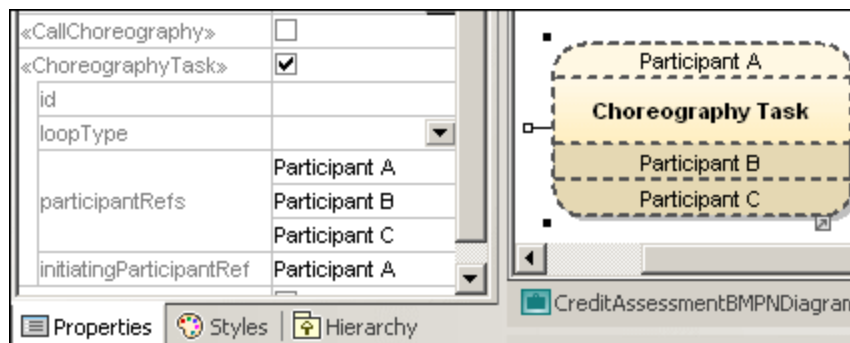 «CallChoreography»
«ChoreographyTask»
id
loopType
participantRefs
Participant A
Participant B
Participant C
initiatingParticipantRef Participant A
Properties Styles Hierarchy
Participant A
Choreography Task
Participant B
Participant C
CreditAssessmentBMPNDiagram